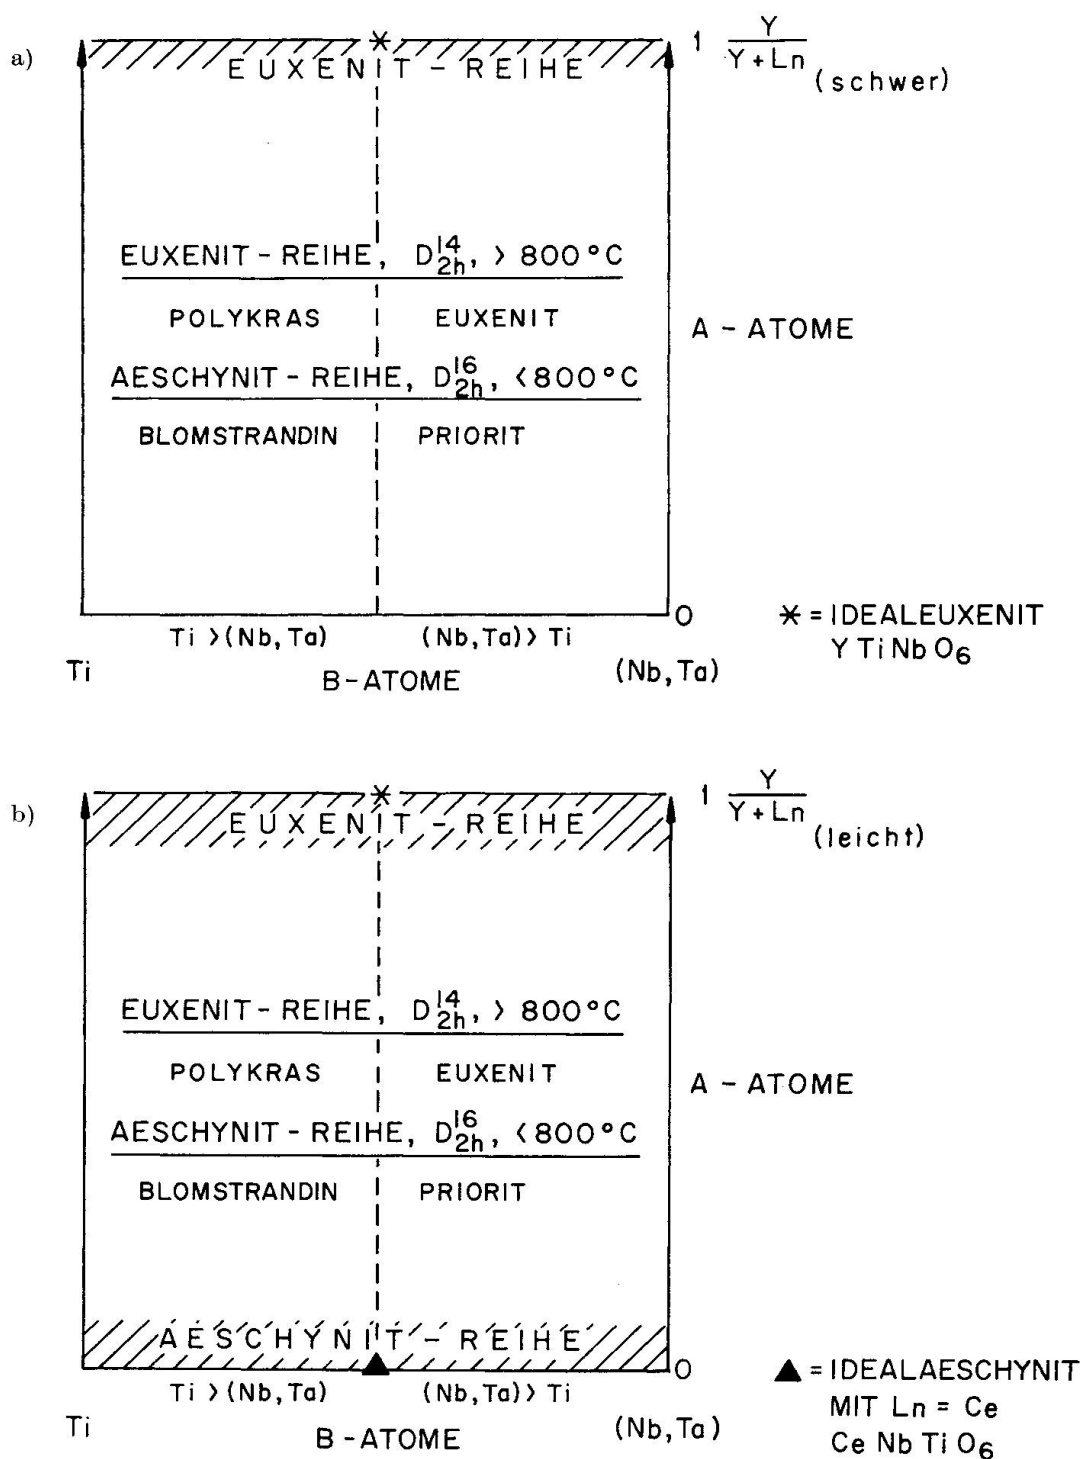 a)
1 Y / Y + Ln (schwer)
EUXENIT - REIHE
EUXENIT - REIHE, D₂ₕ¹⁴, > 800 °C
POLYKRAS EUXENIT
A - ATOME
AESCHYNIT - REIHE, D₂ₕ¹⁶, < 800 °C
BLOMSTRANDIN PRIORIT
0
Ti > (Nb, Ta) (Nb, Ta) > Ti
Ti B - ATOME (Nb, Ta)
* = IDEALEUXENIT
Y Ti Nb O₆
b)
1 Y / Y + Ln (leicht)
EUXENIT - REIHE
EUXENIT - REIHE, D₂ₕ¹⁴, > 800 °C
POLYKRAS EUXENIT
A - ATOME
AESCHYNIT - REIHE, D₂ₕ¹⁶, < 800 °C
BLOMSTRANDIN PRIORIT
AESCHYNIT - REIHE
0
Ti > (Nb, Ta) (Nb, Ta) > Ti
Ti B - ATOME (Nb, Ta)
▲ = IDEALAESCHYNIT
MIT Ln = Ce
Ce Nb Ti O₆